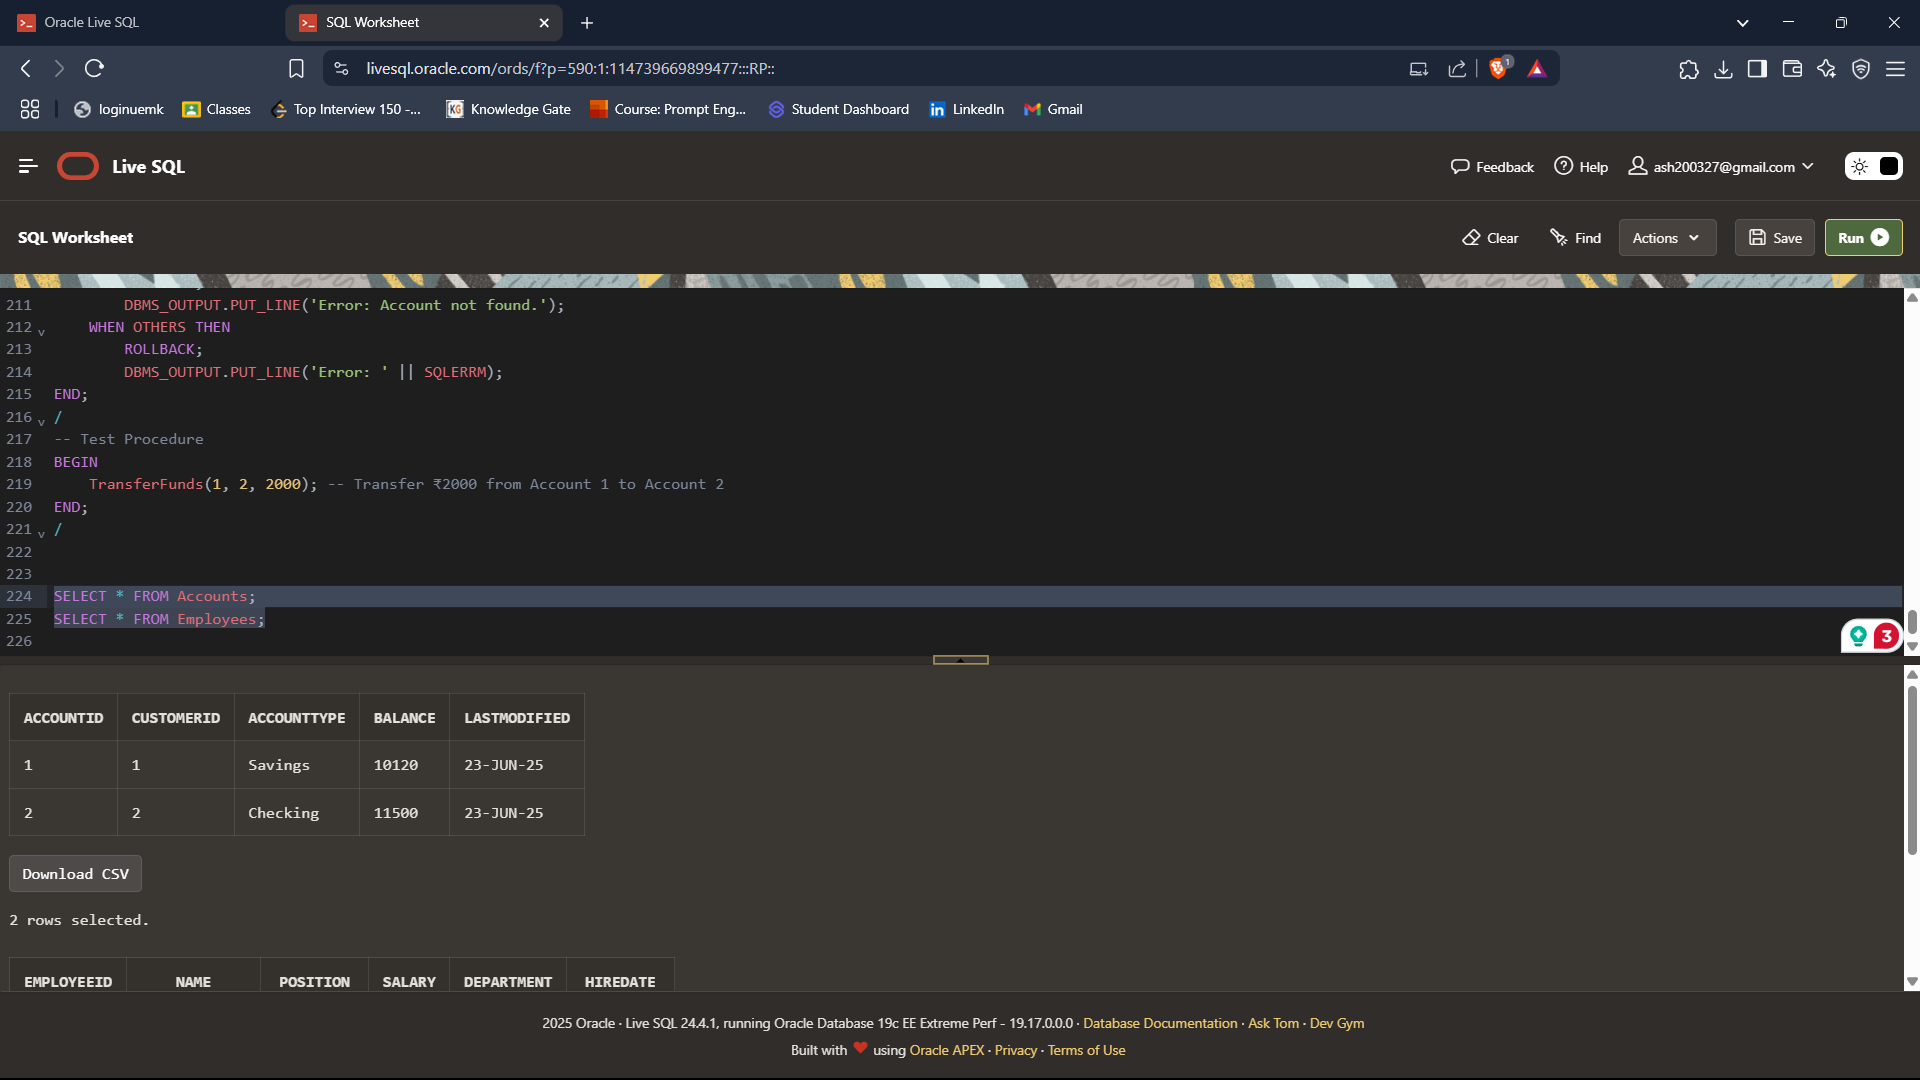 Oracle Live SQL
SQL Worksheet
livesql.oracle.com/ords/f?p=590:1:114739669899477:::RP::
1
loginuemk
Classes
Top Interview 150 -...
KG Knowledge Gate
Course: Prompt Eng...
Student Dashboard
in LinkedIn
Gmail
Live SQL
Feedback
Help
ash200327@gmail.com
SQL Worksheet
Clear
Find
Actions
Save
Run
211 DBMS_OUTPUT.PUT_LINE('Error: Account not found.');
212 WHEN OTHERS THEN
213 ROLLBACK;
214 DBMS_OUTPUT.PUT_LINE('Error: ' || SQLERRM);
215 END;
216 /
217 -- Test Procedure
218 BEGIN
219 TransferFunds(1, 2, 2000); -- Transfer ₹2000 from Account 1 to Account 2
220 END;
221 /
222
223
224 SELECT * FROM Accounts;
225 SELECT * FROM Employees;
226
3
ACCOUNTID CUSTOMERID ACCOUNTTYPE BALANCE LASTMODIFIED
1 1 Savings 10120 23-JUN-25
2 2 Checking 11500 23-JUN-25
Download CSV
2 rows selected.
EMPLOYEEID NAME POSITION SALARY DEPARTMENT HIREDATE
2025 Oracle · Live SQL 24.4.1, running Oracle Database 19c EE Extreme Perf - 19.17.0.0.0 · Database Documentation · Ask Tom · Dev Gym
Built with ❤ using Oracle APEX · Privacy · Terms of Use